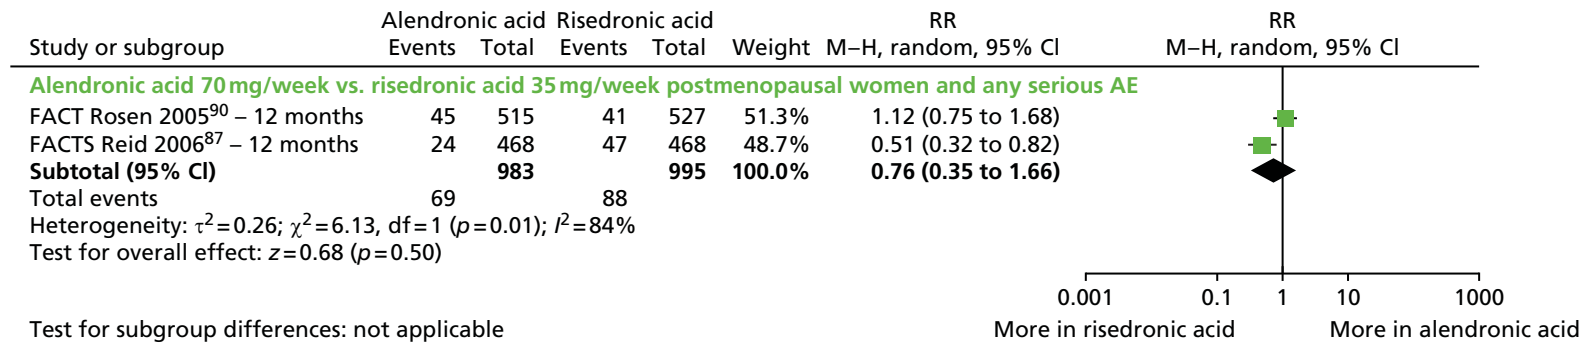 Alendronic acid Risedronic acid RR RR
Study or subgroup Events Total Events Total Weight M–H, random, 95% CI M–H, random, 95% CI
Alendronic acid 70 mg/week vs. risedronic acid 35 mg/week postmenopausal women and any serious AE
FACT Rosen 2005⁹⁰ – 12 months 45 515 41 527 51.3% 1.12 (0.75 to 1.68)
FACTS Reid 2006⁸⁷ – 12 months 24 468 47 468 48.7% 0.51 (0.32 to 0.82)
Subtotal (95% CI) 983 995 100.0% 0.76 (0.35 to 1.66)
Total events 69 88
Heterogeneity: τ²=0.26; χ²=6.13, df=1 (p=0.01); I²=84%
Test for overall effect: z=0.68 (p=0.50)
0.001 0.1 1 10 1000
Test for subgroup differences: not applicable More in risedronic acid More in alendronic acid